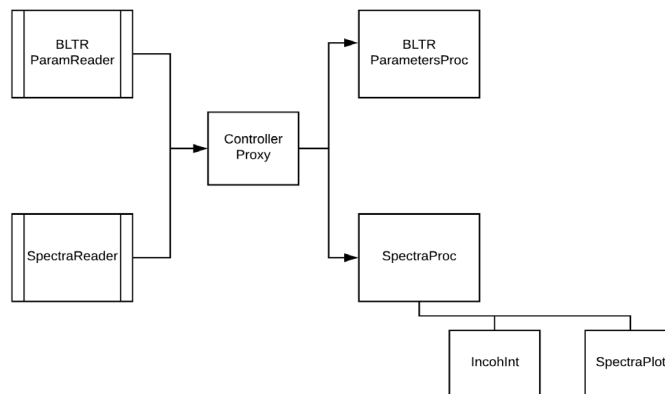 BLTR
ParamReader
BLTR
ParametersProc
Controller
Proxy
SpectraReader
SpectraProc
IncohInt
SpectraPlot